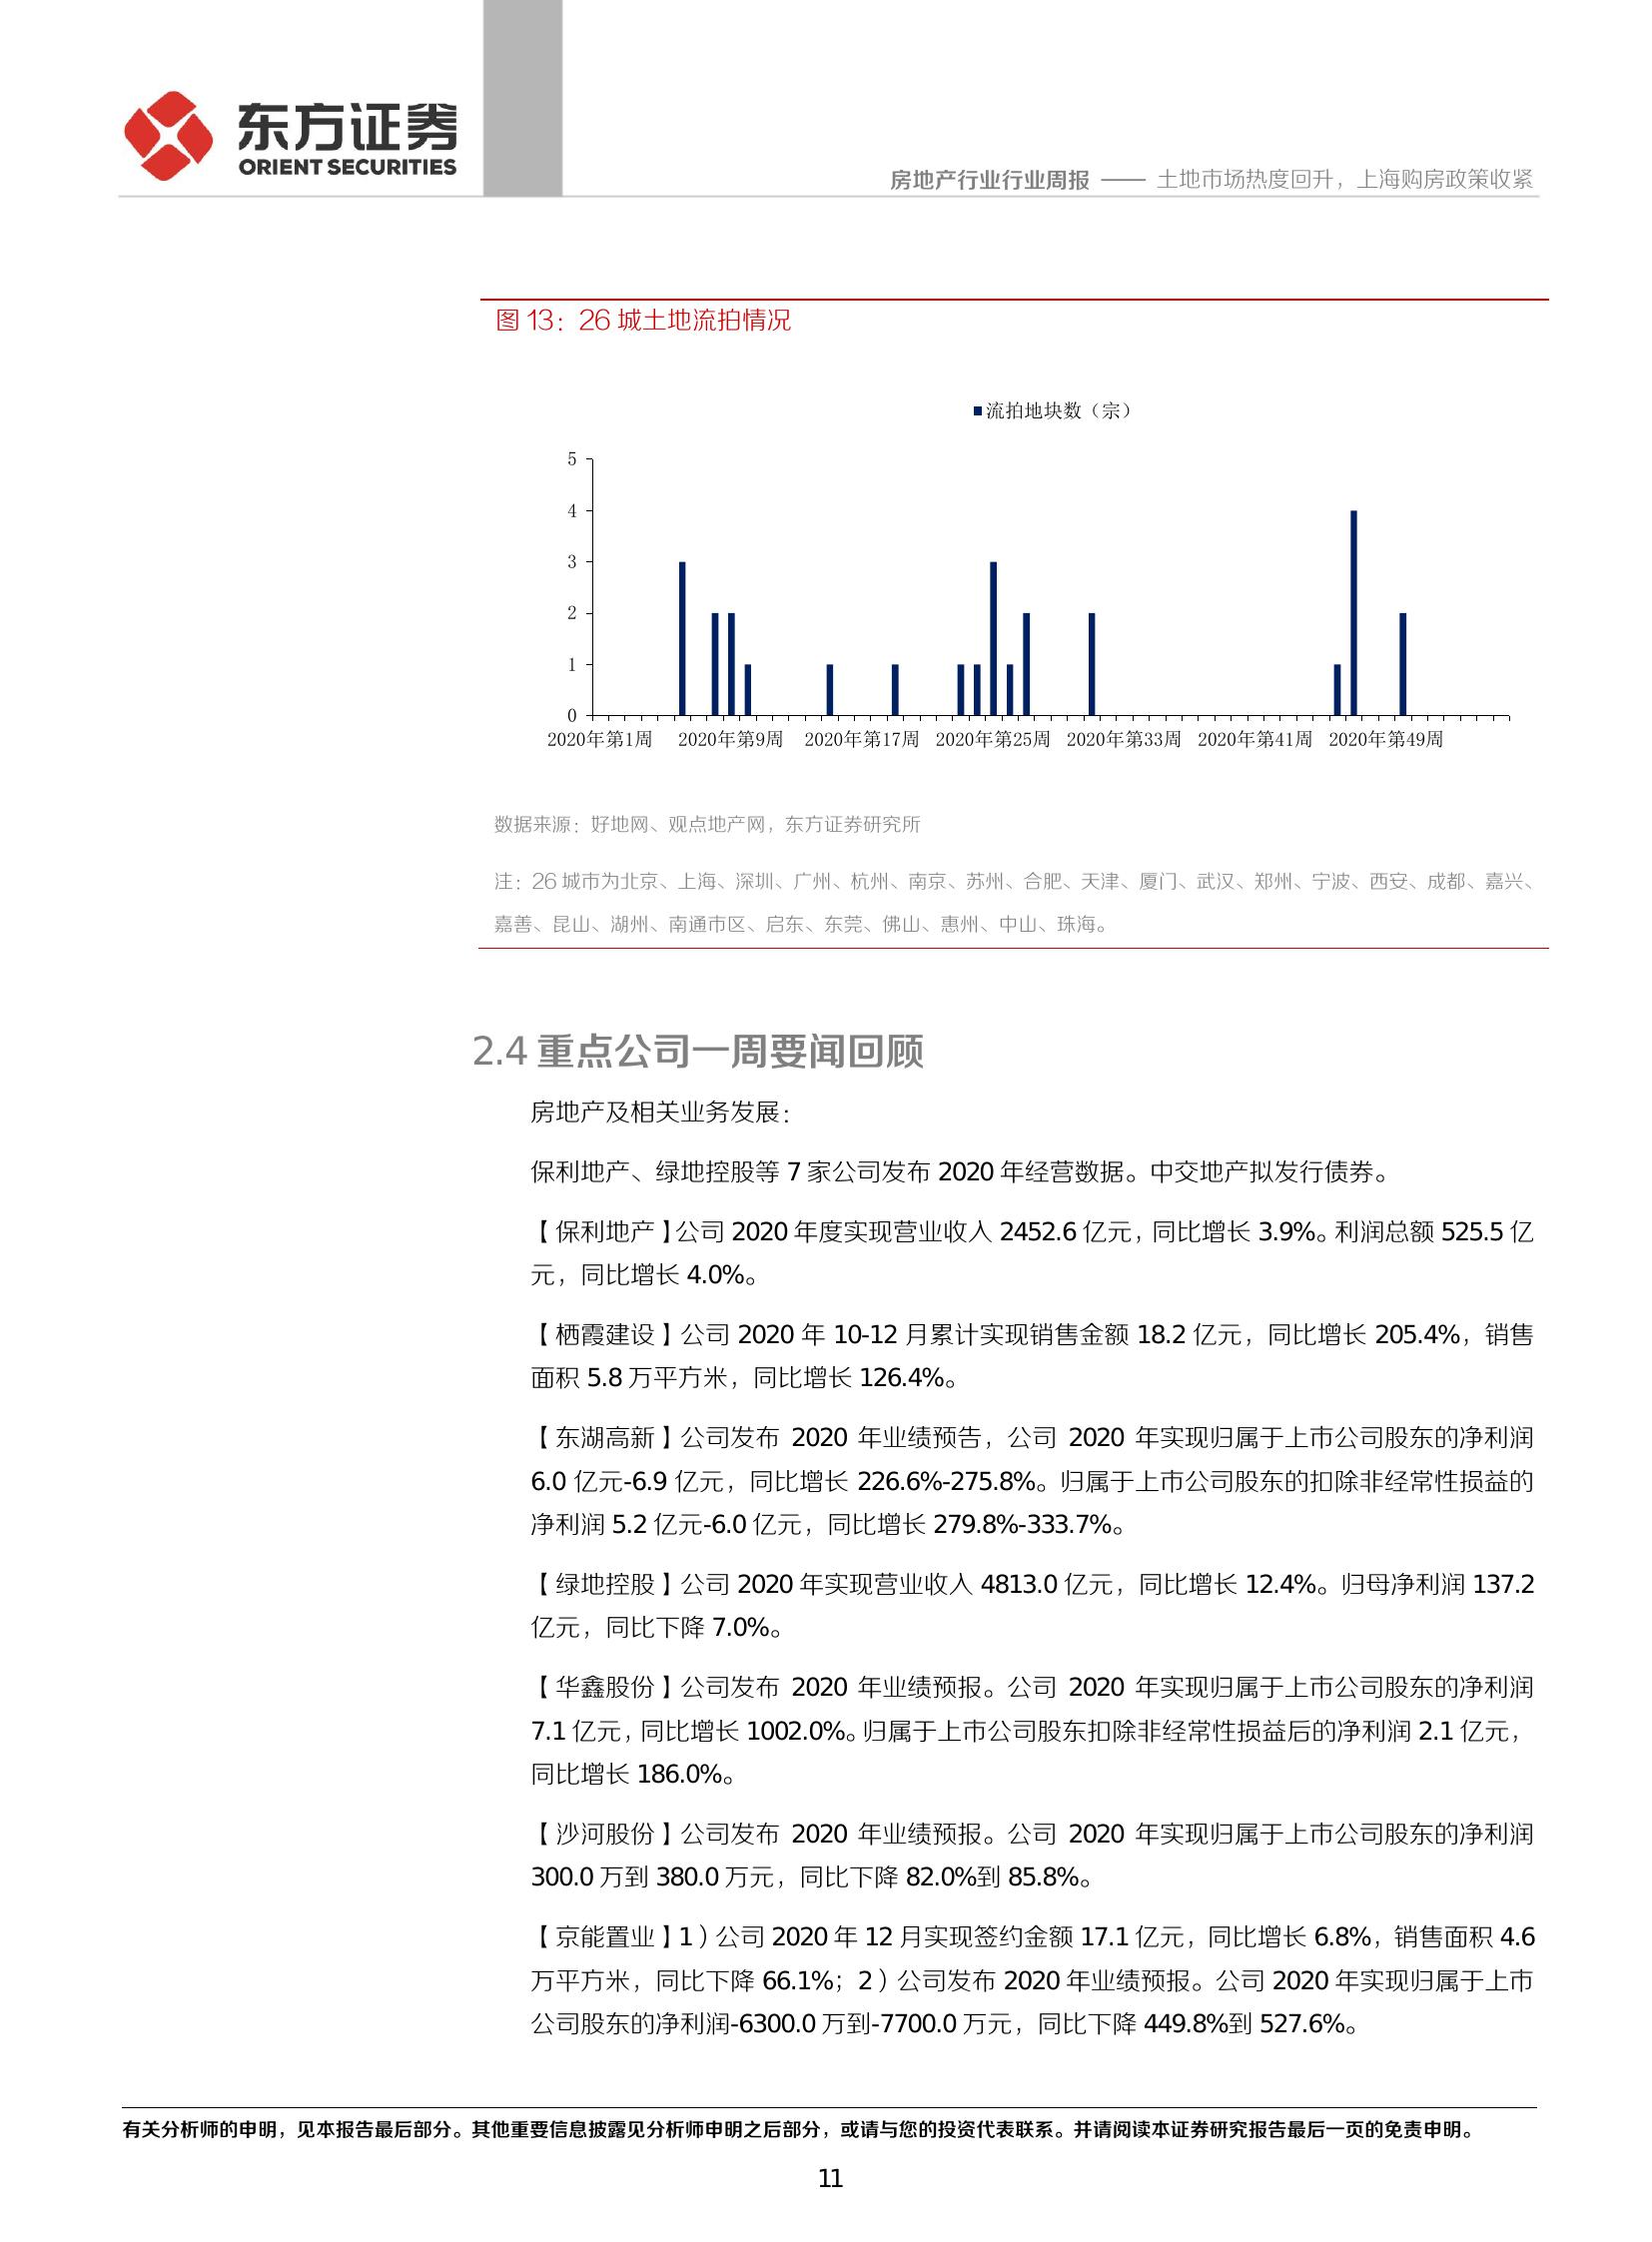 东方证券
ORIENT SECURITIES
房地产行业行业周报 —— 土地市场热度回升，上海购房政策收紧
图 13：26 城土地流拍情况
流拍地块数（宗）
5
4
3
2
1
0
2020年第1周 2020年第9周 2020年第17周 2020年第25周 2020年第33周 2020年第41周 2020年第49周
数据来源：好地网、观点地产网，东方证券研究所
注：26 城市为北京、上海、深圳、广州、杭州、南京、苏州、合肥、天津、厦门、武汉、郑州、宁波、西安、成都、嘉兴、
嘉善、昆山、湖州、南通市区、启东、东莞、佛山、惠州、中山、珠海。
2.4 重点公司一周要闻回顾
房地产及相关业务发展：
保利地产、绿地控股等 7 家公司发布 2020 年经营数据。中交地产拟发行债券。
【保利地产】公司 2020 年度实现营业收入 2452.6 亿元，同比增长 3.9%。利润总额 525.5 亿
元，同比增长 4.0%。
【栖霞建设】公司 2020 年 10-12 月累计实现销售金额 18.2 亿元，同比增长 205.4%，销售
面积 5.8 万平方米，同比增长 126.4%。
【东湖高新】公司发布 2020 年业绩预告，公司 2020 年实现归属于上市公司股东的净利润
6.0 亿元-6.9 亿元，同比增长 226.6%-275.8%。归属于上市公司股东的扣除非经常性损益的
净利润 5.2 亿元-6.0 亿元，同比增长 279.8%-333.7%。
【绿地控股】公司 2020 年实现营业收入 4813.0 亿元，同比增长 12.4%。归母净利润 137.2
亿元，同比下降 7.0%。
【华鑫股份】公司发布 2020 年业绩预报。公司 2020 年实现归属于上市公司股东的净利润
7.1 亿元，同比增长 1002.0%。归属于上市公司股东扣除非经常性损益后的净利润 2.1 亿元，
同比增长 186.0%。
【沙河股份】公司发布 2020 年业绩预报。公司 2020 年实现归属于上市公司股东的净利润
300.0 万到 380.0 万元，同比下降 82.0%到 85.8%。
【京能置业】1）公司 2020 年 12 月实现签约金额 17.1 亿元，同比增长 6.8%，销售面积 4.6
万平方米，同比下降 66.1%；2）公司发布 2020 年业绩预报。公司 2020 年实现归属于上市
公司股东的净利润-6300.0 万到-7700.0 万元，同比下降 449.8%到 527.6%。
有关分析师的申明，见本报告最后部分。其他重要信息披露见分析师申明之后部分，或请与您的投资代表联系。并请阅读本证券研究报告最后一页的免责申明。
11